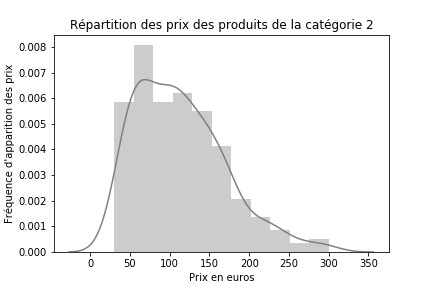 Répartition des prix des produits de la catégorie 2
0.008
0.007
0.006
0.005
0.004
0.003
0.002
0.001
0.000
Fréquence d'apparition des prix
0 50 100 150 200 250 300 350
Prix en euros